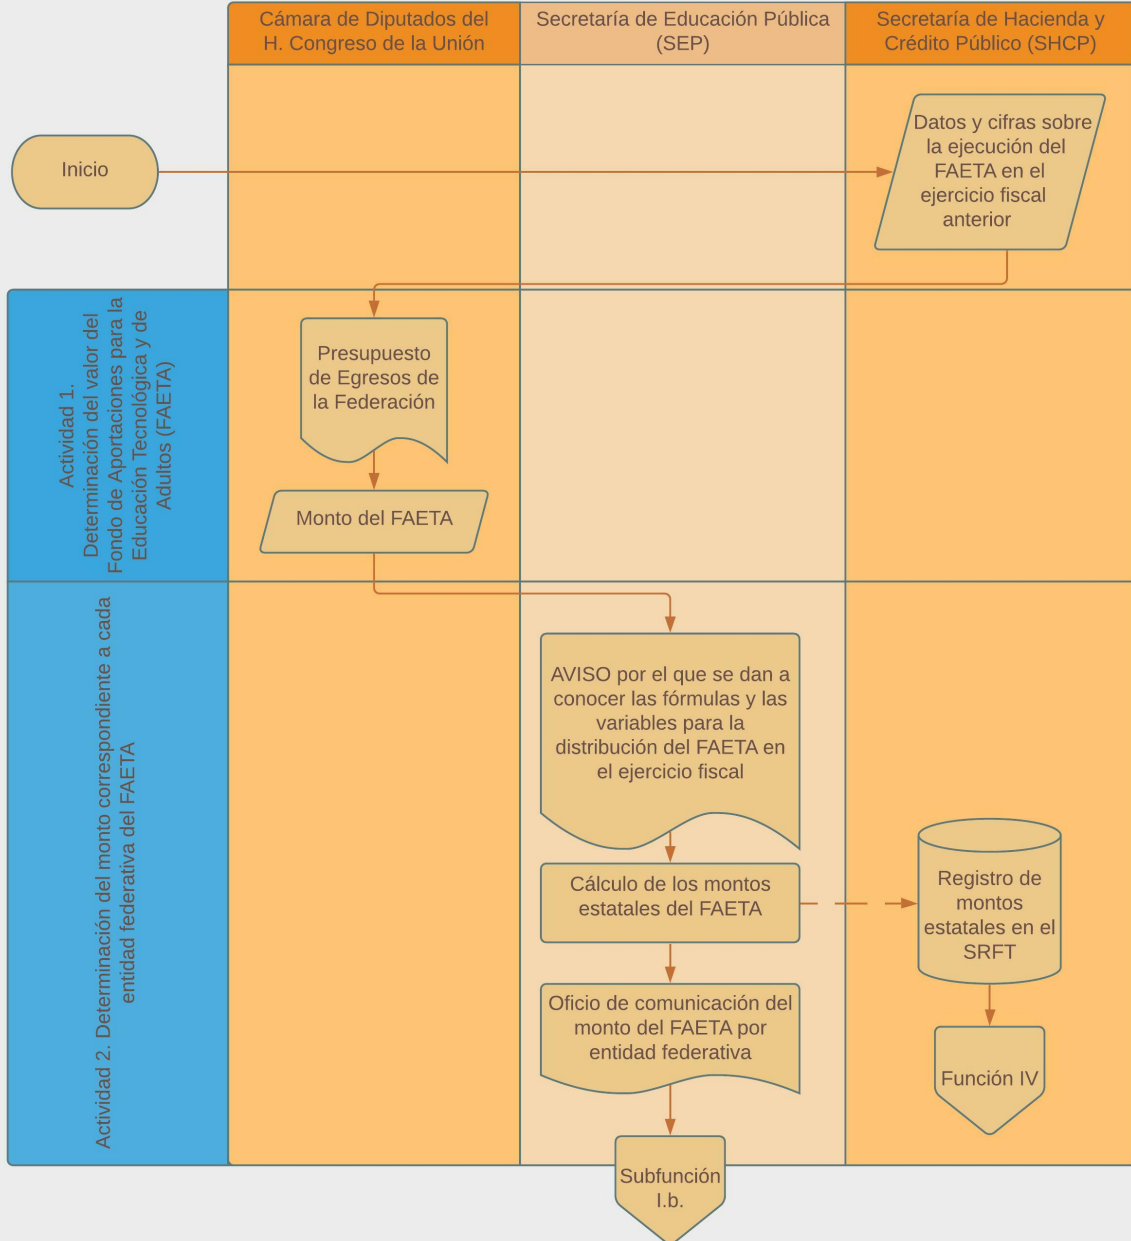 Cámara de Diputados del
H. Congreso de la Unión
Secretaría de Educación Pública
(SEP)
Secretaría de Hacienda y
Crédito Público (SHCP)
Inicio
Datos y cifras sobre
la ejecución del
FAETA en el
ejercicio fiscal
anterior
Actividad 1.
Determinación del valor del
Fondo de Aportaciones para la
Educación Tecnológica y de
Adultos (FAETA)
Presupuesto
de Egresos de
la Federación
Monto del FAETA
Actividad 2. Determinación del monto correspondiente a cada
entidad federativa del FAETA
AVISO por el que se dan a
conocer las fórmulas y las
variables para la
distribución del FAETA en
el ejercicio fiscal
Cálculo de los montos
estatales del FAETA
Registro de
montos
estatales en el
SRFT
Oficio de comunicación del
monto del FAETA por
entidad federativa
Función IV
Subfunción
I.b.